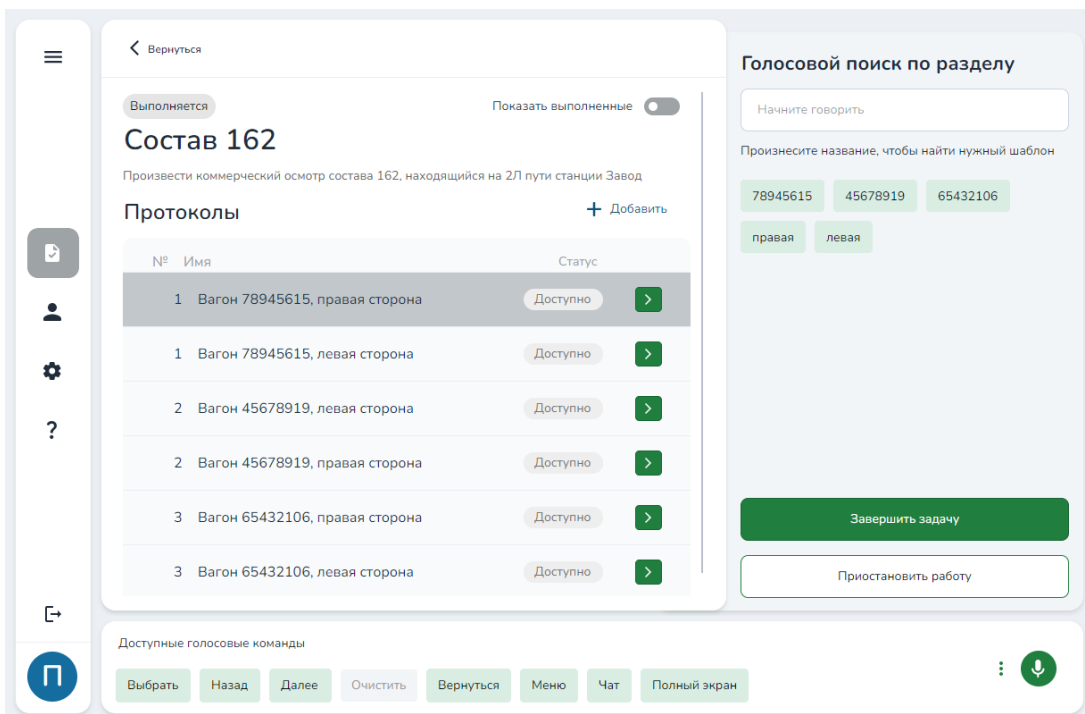 Вернуться
Выполняется
Показать выполненные
Состав 162
Произвести коммерческий осмотр состава 162, находящийся на 2Л пути станции Завод
Протоколы
+ Добавить
№ Имя Статус
1 Вагон 78945615, правая сторона Доступно
1 Вагон 78945615, левая сторона Доступно
2 Вагон 45678919, левая сторона Доступно
2 Вагон 45678919, правая сторона Доступно
3 Вагон 65432106, правая сторона Доступно
3 Вагон 65432106, левая сторона Доступно
Голосовой поиск по разделу
Начните говорить
Произнесите название, чтобы найти нужный шаблон
78945615 45678919 65432106
правая левая
Завершить задачу
Приостановить работу
?
П
Доступные голосовые команды
Выбрать Назад Далее Очистить Вернуться Меню Чат Полный экран